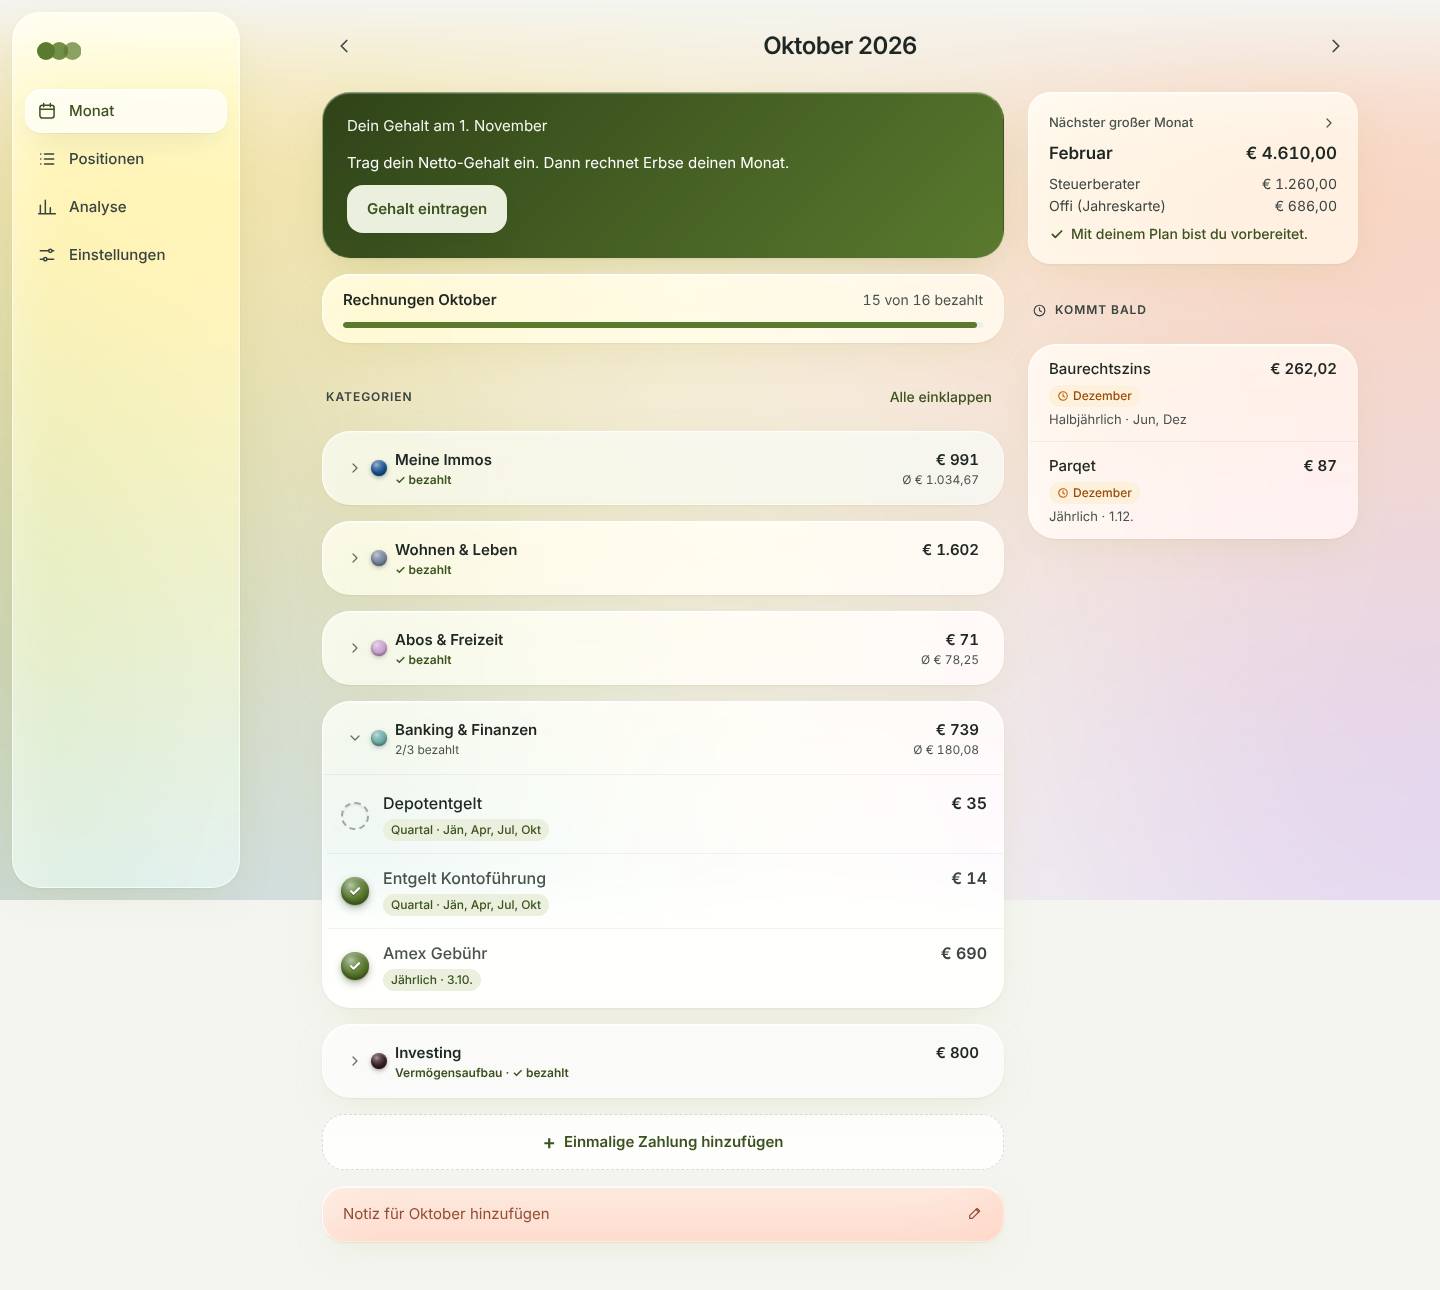 Monat
Positionen
Analyse
Einstellungen
Oktober 2026
Dein Gehalt am 1. November
Trag dein Netto-Gehalt ein. Dann rechnet Erbse deinen Monat.
Gehalt eintragen
Rechnungen Oktober 15 von 16 bezahlt
KATEGORIEN Alle einklappen
Meine Immos € 991
✓ bezahlt Ø € 1.034,67
Wohnen & Leben € 1.602
✓ bezahlt
Abos & Freizeit € 71
✓ bezahlt Ø € 78,25
Banking & Finanzen € 739
2/3 bezahlt Ø € 180,08
Depotentgelt € 35
Quartal · Jän, Apr, Jul, Okt
Entgelt Kontoführung € 14
Quartal · Jän, Apr, Jul, Okt
Amex Gebühr € 690
Jährlich · 3.10.
Investing € 800
Vermögensaufbau · ✓ bezahlt
+ Einmalige Zahlung hinzufügen
Notiz für Oktober hinzufügen
Nächster großer Monat
Februar € 4.610,00
Steuerberater € 1.260,00
Offi (Jahreskarte) € 686,00
✓ Mit deinem Plan bist du vorbereitet.
KOMMT BALD
Baurechtszins € 262,02
Dezember
Halbjährlich · Jun, Dez
Parqet € 87
Dezember
Jährlich · 1.12.